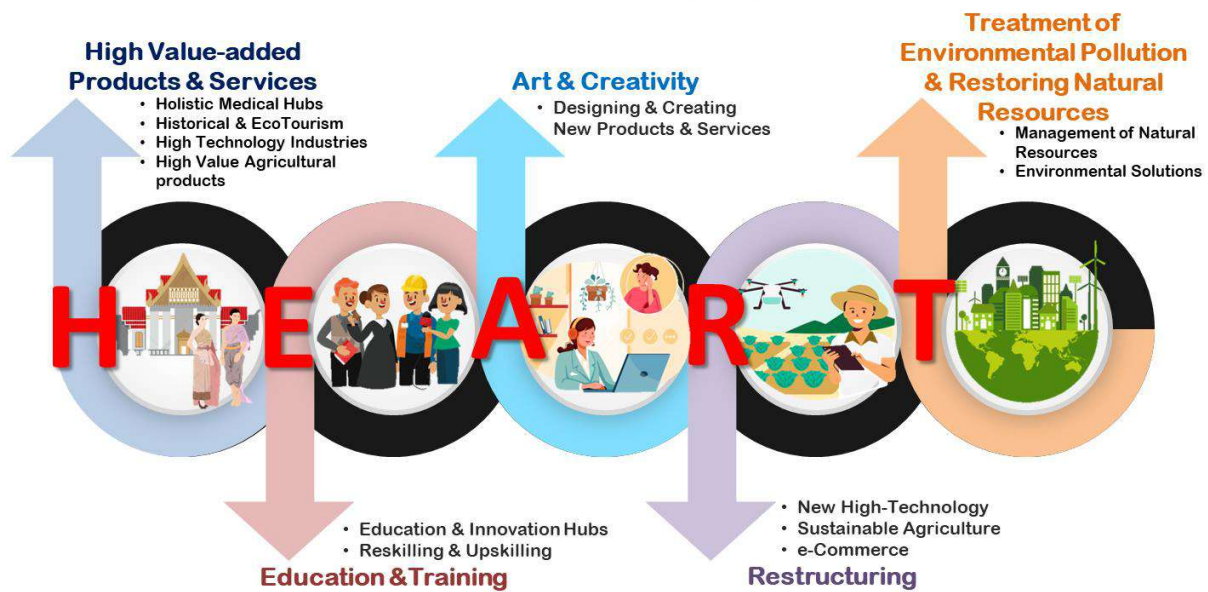 High Value-added
Products & Services
• Holistic Medical Hubs
• Historical & EcoTourism
• High Technology Industries
• High Value Agricultural
products
Art & Creativity
• Designing & Creating
New Products & Services
Treatment of
Environmental Pollution
& Restoring Natural
Resources
• Management of Natural
Resources
• Environmental Solutions
HEART
• Education & Innovation Hubs
• Reskilling & Upskilling
Education &Training
• New High-Technology
• Sustainable Agriculture
• e-Commerce
Restructuring